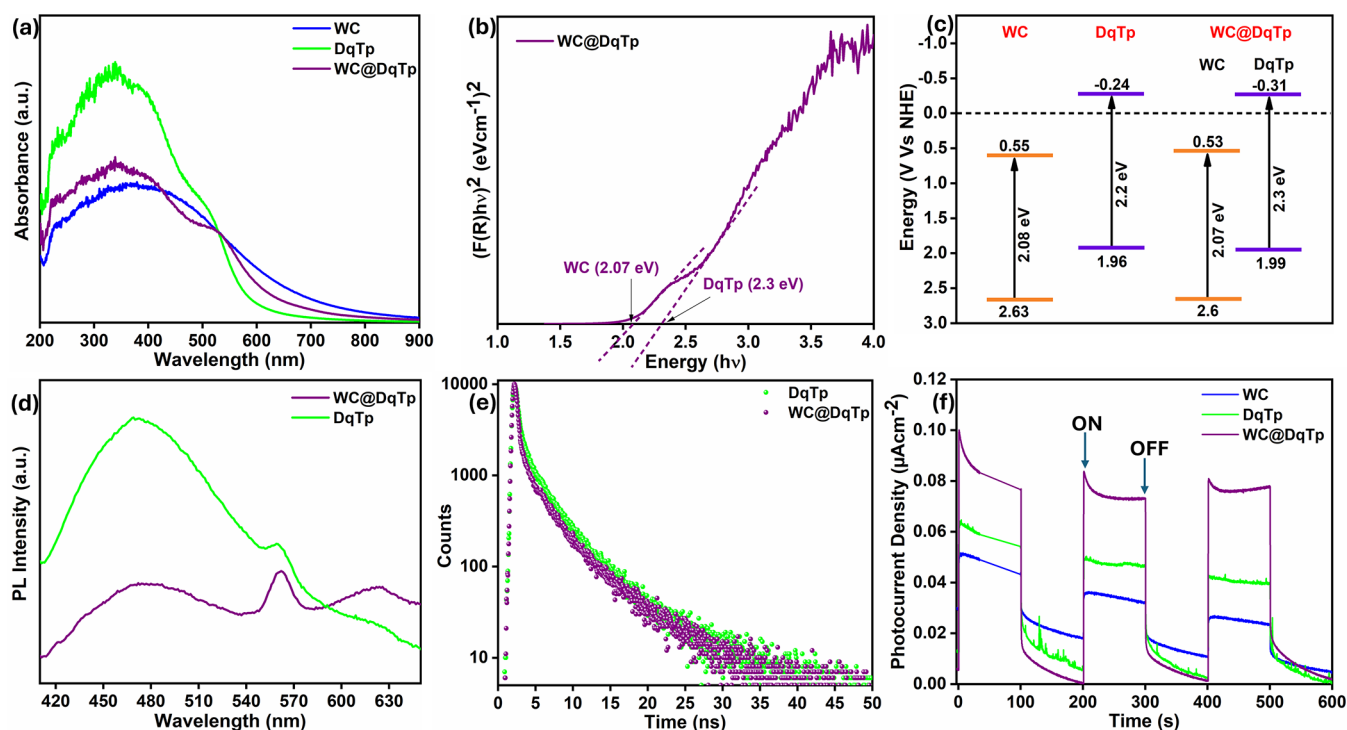 (a)
WC
DqTp
WC@DqTp
Absorbance (a.u.)
200 300 400 500 600 700 800 900
Wavelength (nm)
(b)
WC@DqTp
(F(R)hν)² (eVcm⁻¹)²
WC (2.07 eV)
DqTp (2.3 eV)
1.0 1.5 2.0 2.5 3.0 3.5 4.0
Energy (hν)
(c)
WC DqTp WC@DqTp
WC DqTp
Energy (V Vs NHE)
-1.0
-0.5
0.0
0.5
1.0
1.5
2.0
2.5
3.0
-0.24 -0.31
0.55 0.53
2.08 eV 2.2 eV 2.07 eV 2.3 eV
1.96 1.99
2.63 2.6
(d)
WC@DqTp
DqTp
PL Intensity (a.u.)
420 450 480 510 540 570 600 630
Wavelength (nm)
(e)
DqTp
WC@DqTp
Counts
10000
1000
100
10
0 5 10 15 20 25 30 35 40 45 50
Time (ns)
(f)
WC
DqTp
WC@DqTp
ON
OFF
Photocurrent Density (μAcm⁻²)
0.12
0.10
0.08
0.06
0.04
0.02
0.00
0 100 200 300 400 500 600
Time (s)